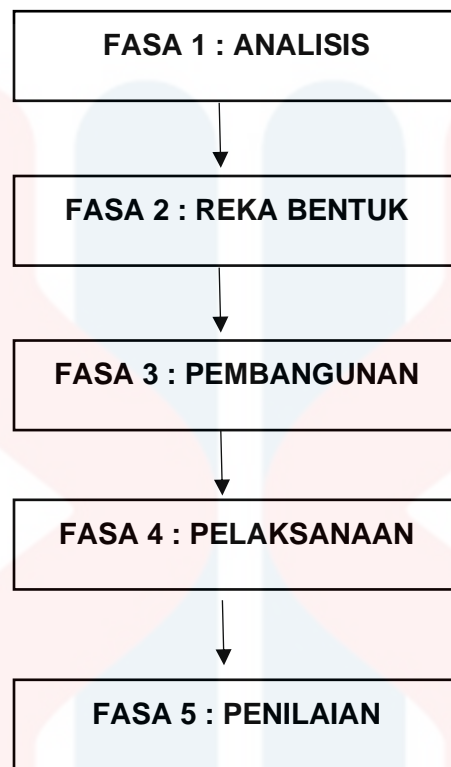 FASA 1 : ANALISIS
FASA 2 : REKA BENTUK
FASA 3 : PEMBANGUNAN
FASA 4 : PELAKSANAAN
FASA 5 : PENILAIAN